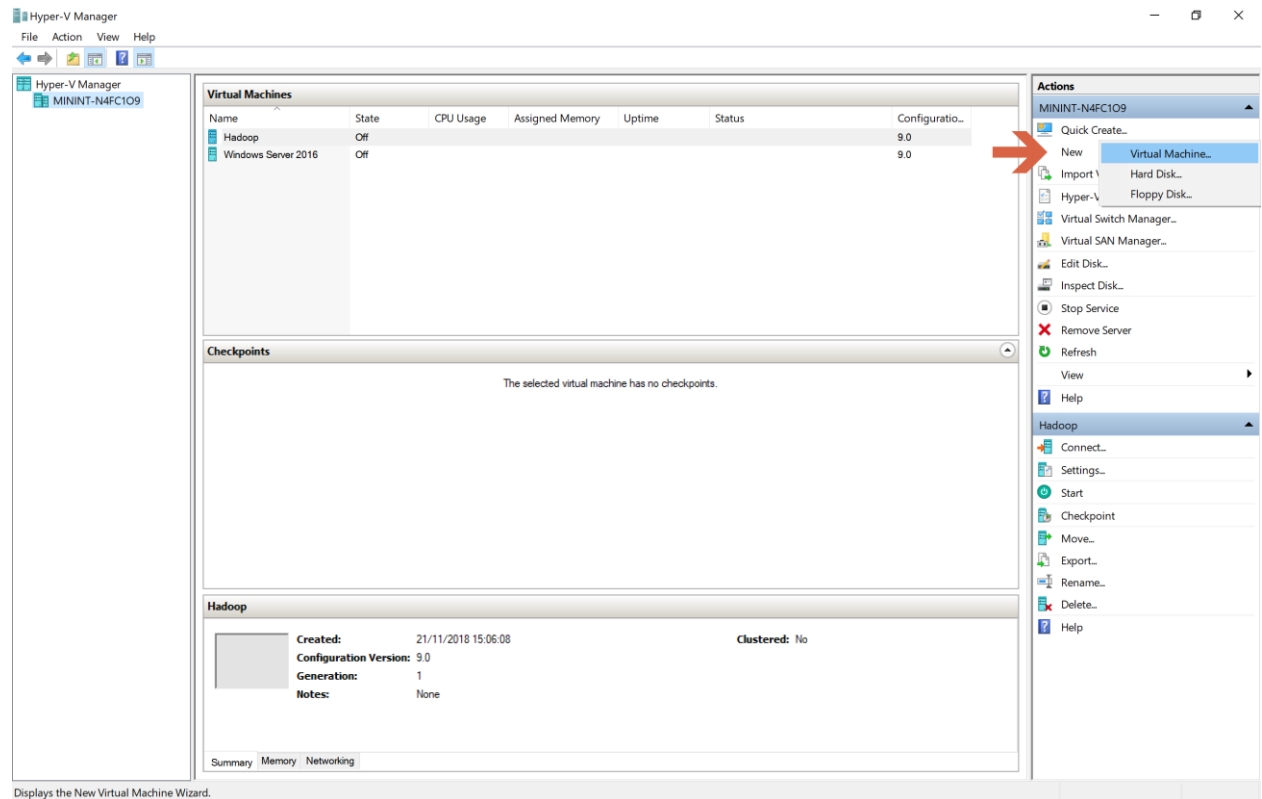 Hyper-V Manager
File Action View Help
Hyper-V Manager
MININT-N4FC1O9
Virtual Machines
Name State CPU Usage Assigned Memory Uptime Status Configuratio...
Hadoop Off 9.0
Windows Server 2016 Off 9.0
Checkpoints
The selected virtual machine has no checkpoints.
Hadoop
Created: 21/11/2018 15:06:08 Clustered: No
Configuration Version: 9.0
Generation: 1
Notes: None
Summary Memory Networking
Actions
MININT-N4FC1O9
Quick Create...
New
Virtual Machine...
Hard Disk...
Floppy Disk...
Import V
Hyper-V
Virtual Switch Manager...
Virtual SAN Manager...
Edit Disk...
Inspect Disk...
Stop Service
Remove Server
Refresh
View
Help
Hadoop
Connect...
Settings...
Start
Checkpoint
Move...
Export...
Rename...
Delete...
Help
Displays the New Virtual Machine Wizard.